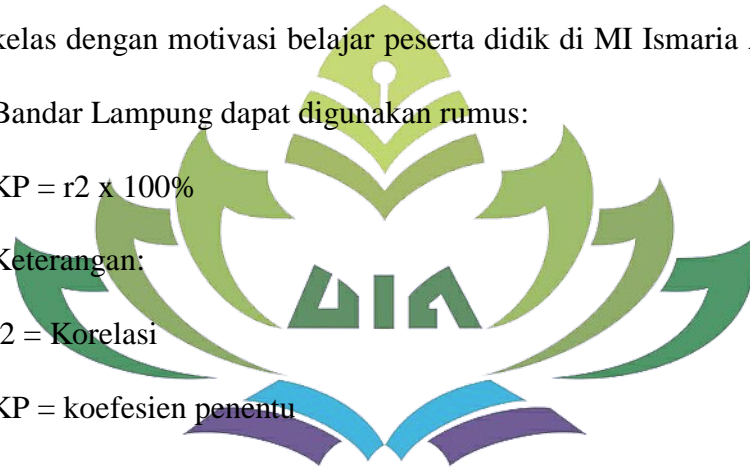 kelas dengan motivasi belajar peserta didik di MI Ismaria
Bandar Lampung dapat digunakan rumus:
KP = r2 x 100%
Keterangan:
2 = Korelasi
KP = koefesien penentu
UIN